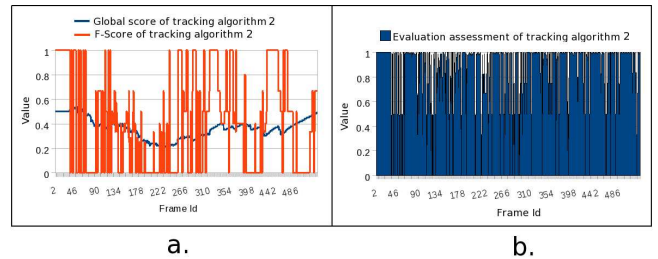 Global score of tracking algorithm 2
F-Score of tracking algorithm 2
1
0.8
0.6
0.4
0.2
0
Value
2 46 90 134 178 222 266 310 354 398 442 486
Frame Id
a.
Evaluation assessment of tracking algorithm 2
1
0.8
0.6
0.4
0.2
0
Value
2 46 90 134 178 222 266 310 354 398 442 486
Frame Id
b.